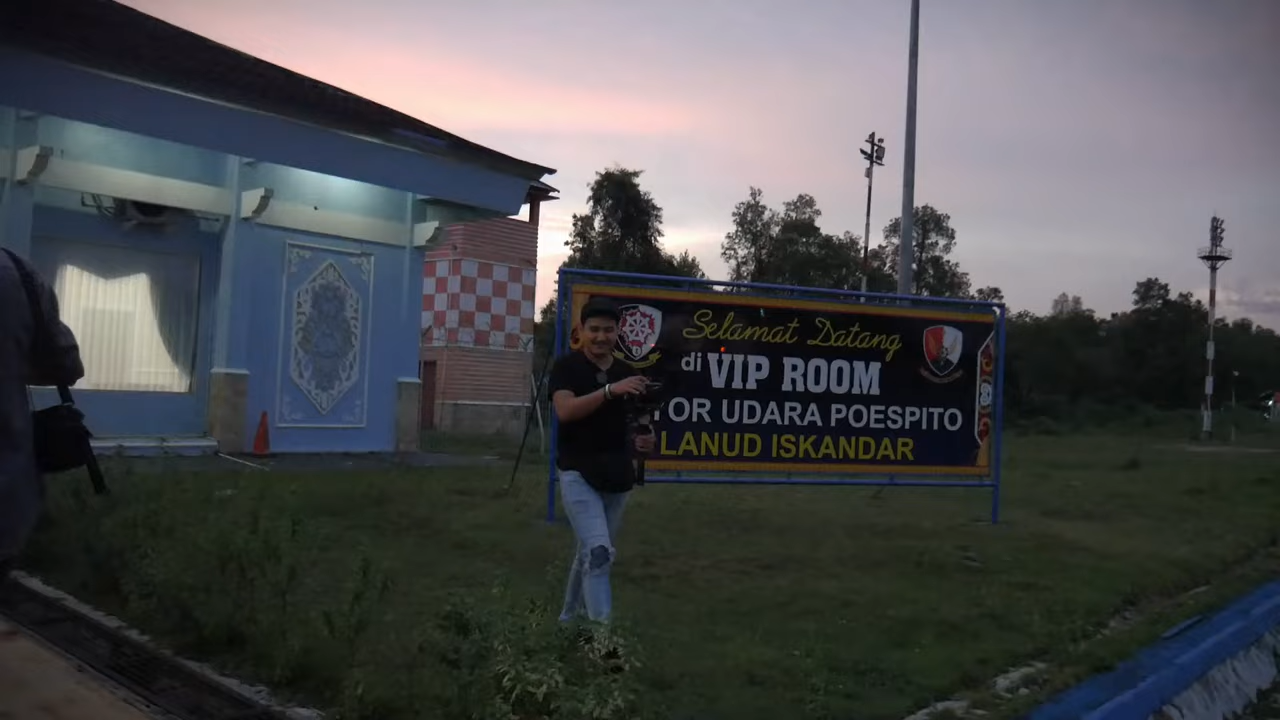 Selamat Datang
di VIP ROOM
TOR UDARA POESPITO
LANUD ISKANDAR